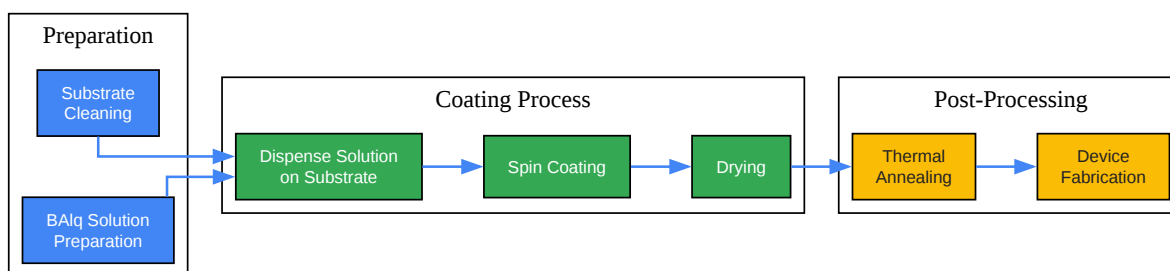 Preparation
Substrate
Cleaning
BAlq Solution
Preparation
Coating Process
Dispense Solution
on Substrate
Spin Coating
Drying
Post-Processing
Thermal
Annealing
Device
Fabrication